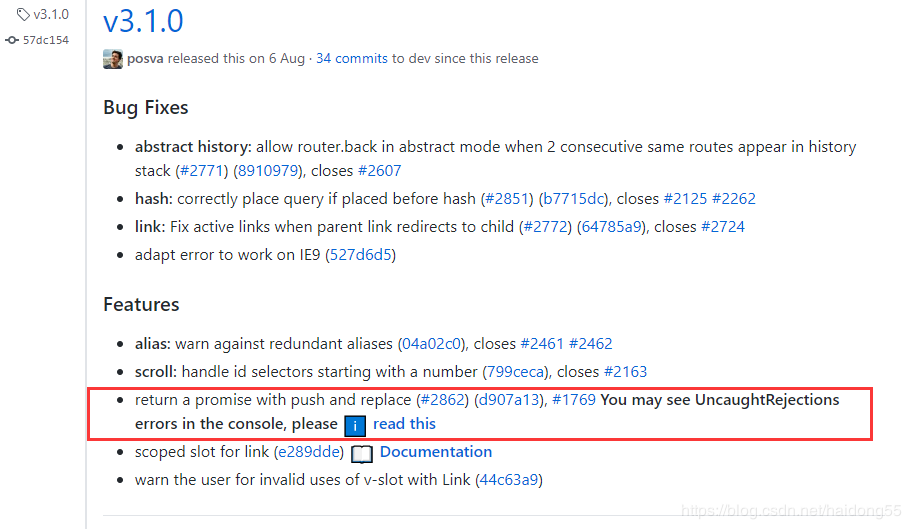 v3.1.0
57dc154
v3.1.0
posva released this on 6 Aug · 34 commits to dev since this release
Bug Fixes
• abstract history: allow router.back in abstract mode when 2 consecutive same routes appear in history
stack (#2771) (8910979), closes #2607
• hash: correctly place query if placed before hash (#2851) (b7715dc), closes #2125 #2262
• link: Fix active links when parent link redirects to child (#2772) (64785a9), closes #2724
• adapt error to work on IE9 (527d6d5)
Features
• alias: warn against redundant aliases (04a02c0), closes #2461 #2462
• scroll: handle id selectors starting with a number (799ceca), closes #2163
• return a promise with push and replace (#2862) (d907a13), #1769 You may see UncaughtRejections
errors in the console, please i read this
• scoped slot for link (e289dde) Documentation
• warn the user for invalid uses of v-slot with Link (44c63a9)
https://blog.csdn.net/haidong55